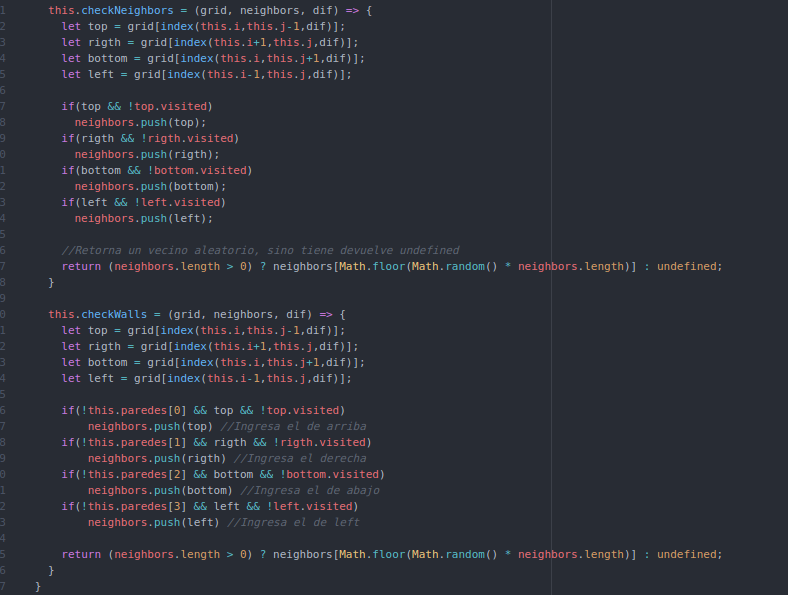 1 this.checkNeighbors = (grid, neighbors, dif) => {
2 let top = grid[index(this.i,this.j-1,dif)];
3 let rigth = grid[index(this.i+1,this.j,dif)];
4 let bottom = grid[index(this.i,this.j+1,dif)];
5 let left = grid[index(this.i-1,this.j,dif)];
6
7 if(top && !top.visited)
8 neighbors.push(top);
9 if(rigth && !rigth.visited)
0 neighbors.push(rigth);
1 if(bottom && !bottom.visited)
2 neighbors.push(bottom);
3 if(left && !left.visited)
4 neighbors.push(left);
5
6 //Retorna un vecino aleatorio, sino tiene devuelve undefined
7 return (neighbors.length > 0) ? neighbors[Math.floor(Math.random() * neighbors.length)] : undefined;
8 }
9
0 this.checkWalls = (grid, neighbors, dif) => {
1 let top = grid[index(this.i,this.j-1,dif)];
2 let rigth = grid[index(this.i+1,this.j,dif)];
3 let bottom = grid[index(this.i,this.j+1,dif)];
4 let left = grid[index(this.i-1,this.j,dif)];
5
6 if(!this.paredes[0] && top && !top.visited)
7 neighbors.push(top) //Ingresa el de arriba
8 if(!this.paredes[1] && rigth && !rigth.visited)
9 neighbors.push(rigth) //Ingresa el derecha
0 if(!this.paredes[2] && bottom && !bottom.visited)
1 neighbors.push(bottom) //Ingresa el de abajo
2 if(!this.paredes[3] && left && !left.visited)
3 neighbors.push(left) //Ingresa el de left
4
5 return (neighbors.length > 0) ? neighbors[Math.floor(Math.random() * neighbors.length)] : undefined;
6 }
7 }